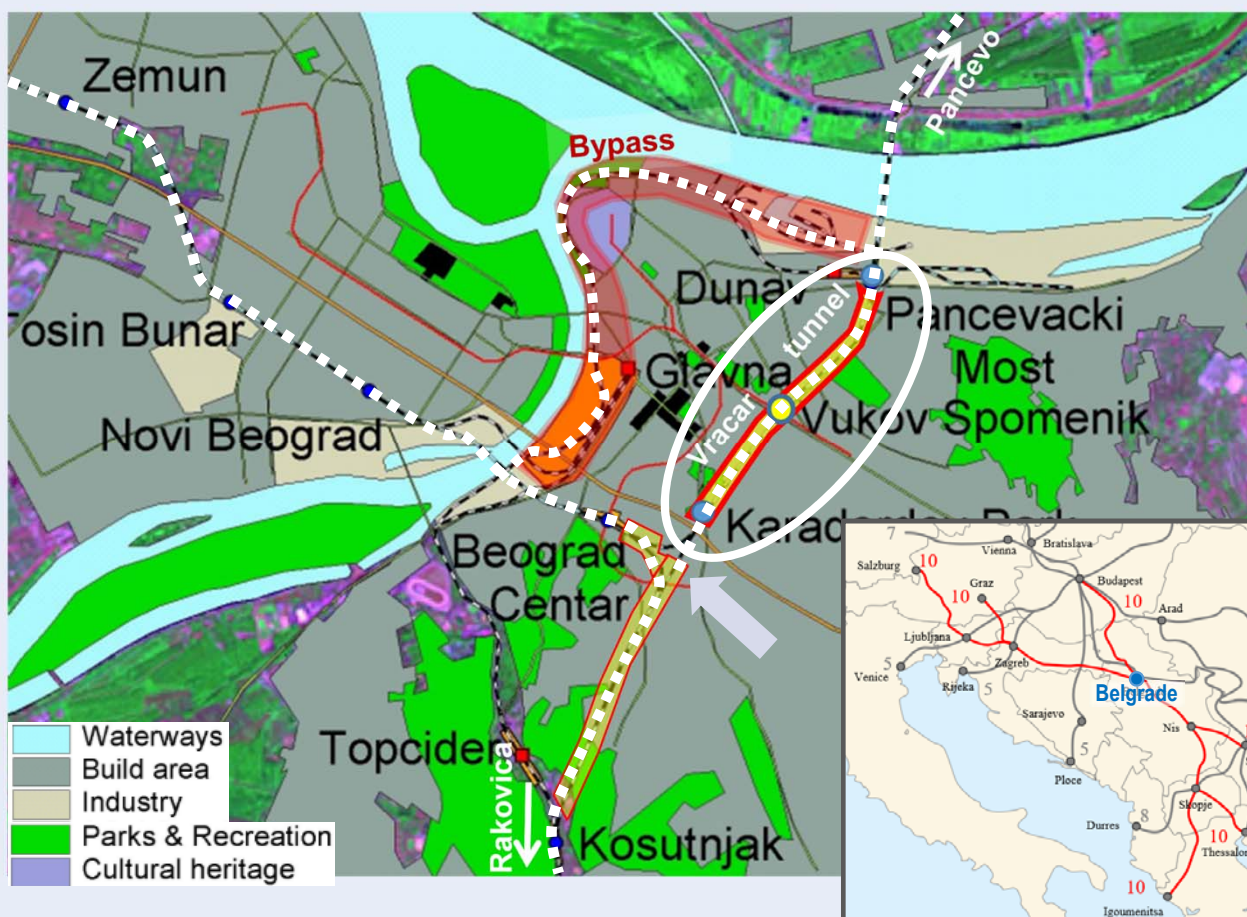 Zemun
Pancevo
Bypass
Dunav
tunnel
Pancevacki
Most
Tosin Bunar
Glavna
Vracar
Vukov Spomenik
Novi Beograd
Beograd
Centar
Topcider
Rakovica
Kosutnjak
Waterways
Build area
Industry
Parks & Recreation
Cultural heritage
7
Vienna
Bratislava
Salzburg
10
Graz
10
Budapest
10
Arad
Ljubljana
Zagreb
5
Venice
Rijeka
5
Belgrade
Sarajevo
Nis
5
Ploce
Skopje
Durres
8
10
10
Igoumenitsa